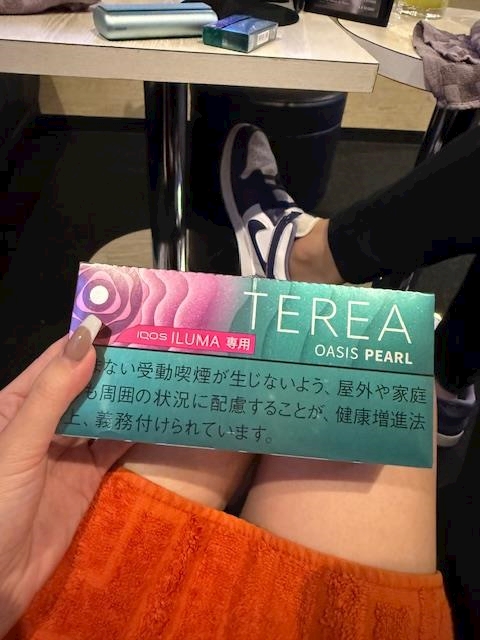 TEREA
IQOS ILUMA 専用
OASIS PEARL
ない受動喫煙が生じないよう、屋外や家庭
も周囲の状況に配慮することが、健康増進法
上、義務付けられています。